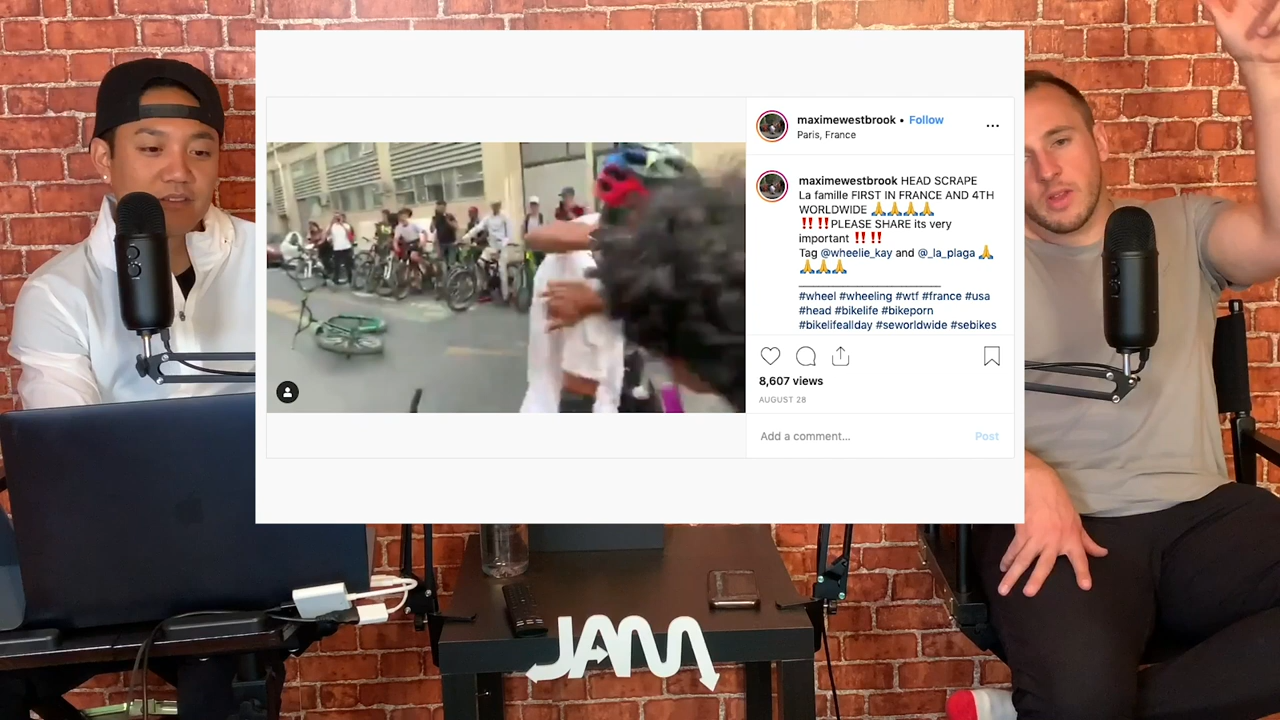 maximewestbrook • Follow
Paris, France
maximewestbrook HEAD SCRAPE
La famille FIRST IN FRANCE AND 4TH
WORLDWIDE 🙏🙏🙏🙏
‼️‼️PLEASE SHARE its very
important ‼️‼️
Tag @wheelie_kay and @_la_plaga 🙏
🙏🙏🙏
#wheel #wheeling #wtf #france #usa
#head #bikelife #bikeporn
#bikelifeallday #seworldwide #sebikes
8,607 views
AUGUST 28
Add a comment... Post
JAM